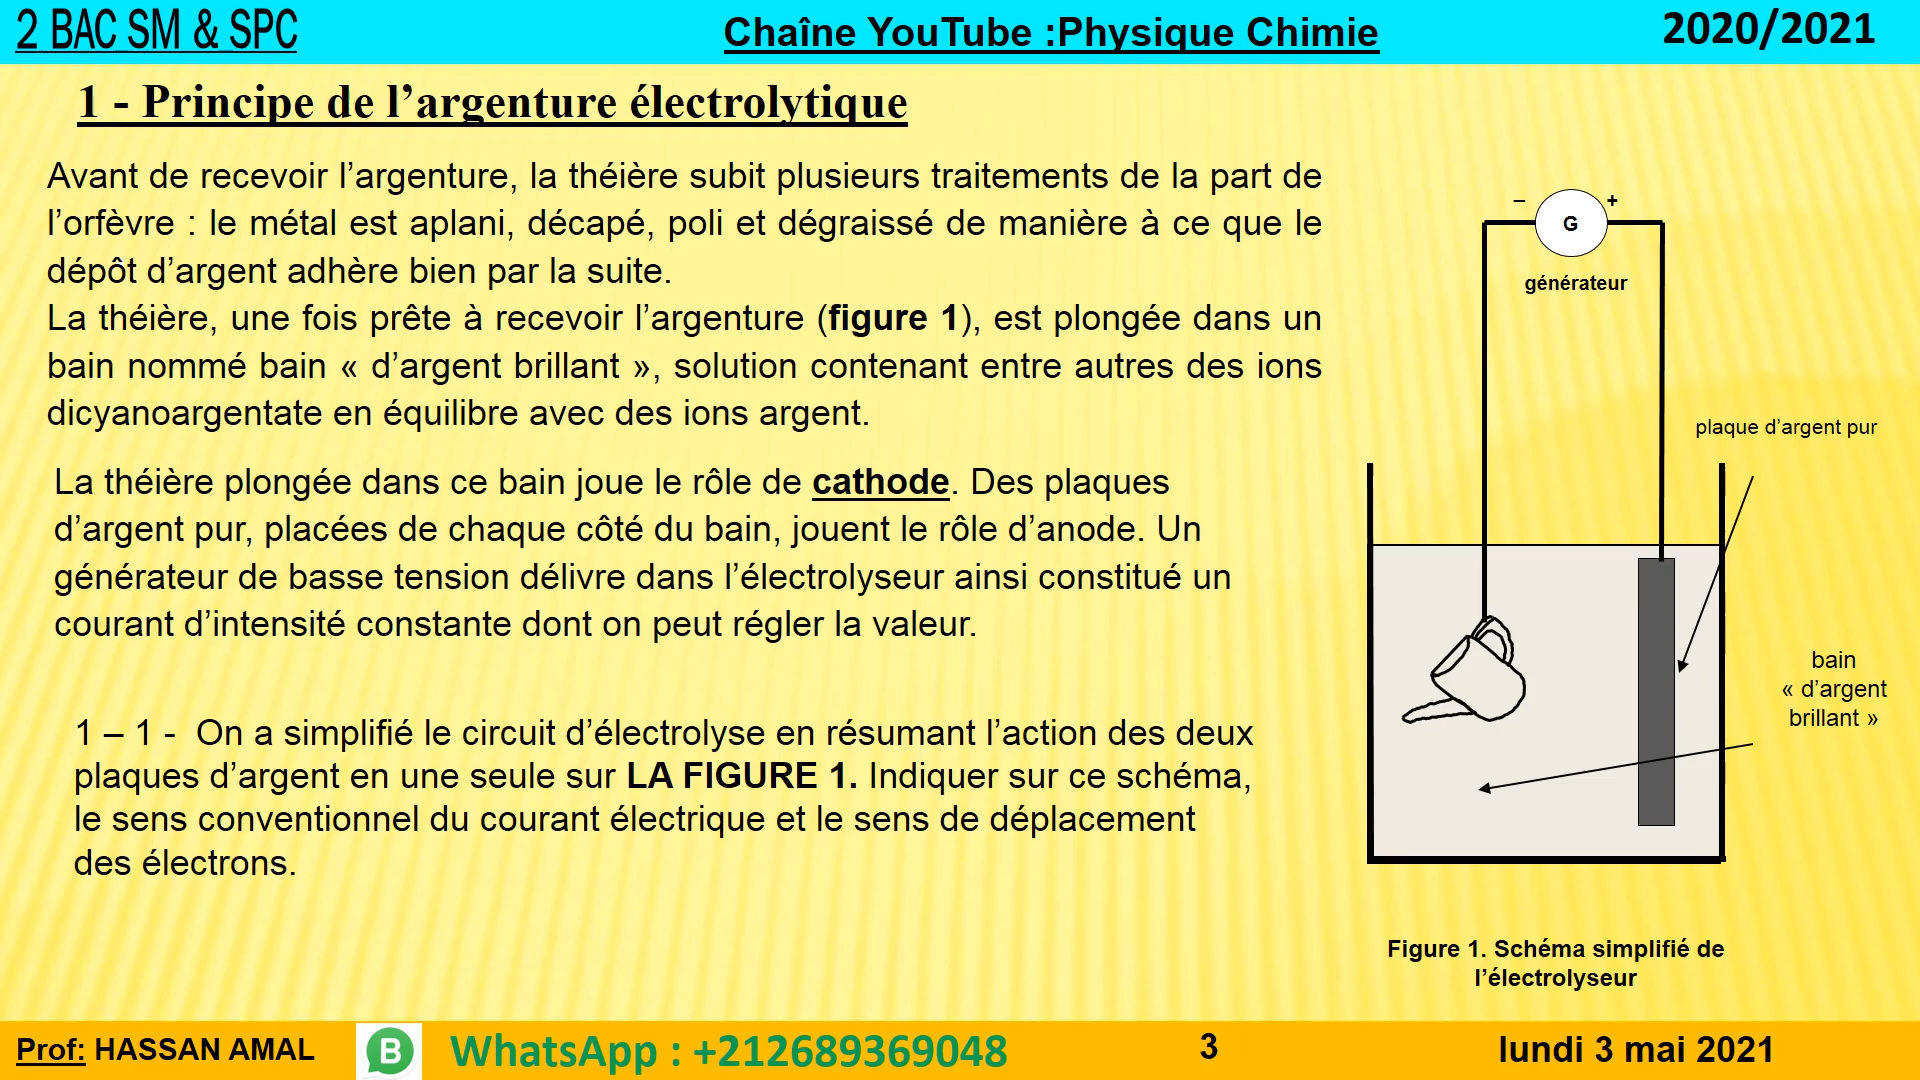 2 BAC SM & SPC
Chaîne YouTube :Physique Chimie
2020/2021
1 - Principe de l’argenture électrolytique
Avant de recevoir l’argenture, la théière subit plusieurs traitements de la part de
l’orfèvre : le métal est aplani, décapé, poli et dégraissé de manière à ce que le
dépôt d’argent adhère bien par la suite.
La théière, une fois prête à recevoir l’argenture (figure 1), est plongée dans un
bain nommé bain « d’argent brillant », solution contenant entre autres des ions
dicyanoargentate en équilibre avec des ions argent.
La théière plongée dans ce bain joue le rôle de cathode. Des plaques
d’argent pur, placées de chaque côté du bain, jouent le rôle d’anode. Un
générateur de basse tension délivre dans l’électrolyseur ainsi constitué un
courant d’intensité constante dont on peut régler la valeur.
1 – 1 - On a simplifié le circuit d’électrolyse en résumant l’action des deux
plaques d’argent en une seule sur LA FIGURE 1. Indiquer sur ce schéma,
le sens conventionnel du courant électrique et le sens de déplacement
des électrons.
– +
G
générateur
plaque d’argent pur
bain
« d’argent
brillant »
Figure 1. Schéma simplifié de
l’électrolyseur
Prof: HASSAN AMAL
B
WhatsApp : +212689369048
3
lundi 3 mai 2021